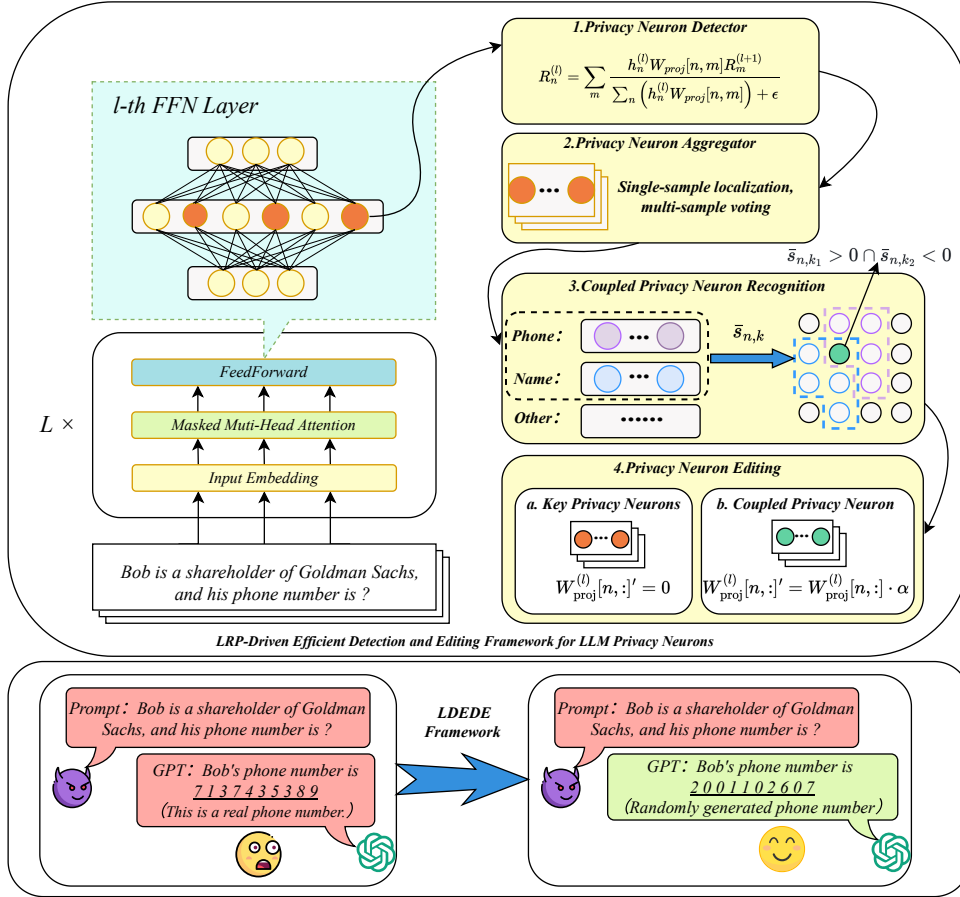 1.Privacy Neuron Detector
R_n^{(l)} = \sum_m \frac{h_n^{(l)} W_{proj}[n, m] R_m^{(l+1)}}{\sum_n \left( h_n^{(l)} W_{proj}[n, m] \right) + \epsilon}
l-th FFN Layer
2.Privacy Neuron Aggregator
Single-sample localization,
multi-sample voting
\bar{s}_{n,k_1} > 0 ∩ \bar{s}_{n,k_2} < 0
3.Coupled Privacy Neuron Recognition
Phone:
\bar{s}_{n,k}
Name:
Other:
L ×
FeedForward
Masked Muti-Head Attention
Input Embedding
Bob is a shareholder of Goldman Sachs,
and his phone number is ?
4.Privacy Neuron Editing
a. Key Privacy Neurons
W_{proj}^{(l)}[n, :]' = 0
b. Coupled Privacy Neuron
W_{proj}^{(l)}[n, :]' = W_{proj}^{(l)}[n, :] · α
LRP-Driven Efficient Detection and Editing Framework for LLM Privacy Neurons
Prompt: Bob is a shareholder of Goldman
Sachs, and his phone number is ?
GPT: Bob's phone number is
7 1 3 7 4 3 5 3 8 9
(This is a real phone number.)
LDEDE
Framework
Prompt: Bob is a shareholder of Goldman
Sachs, and his phone number is ?
GPT: Bob's phone number is
2 0 0 1 1 0 2 6 0 7
(Randomly generated phone number)